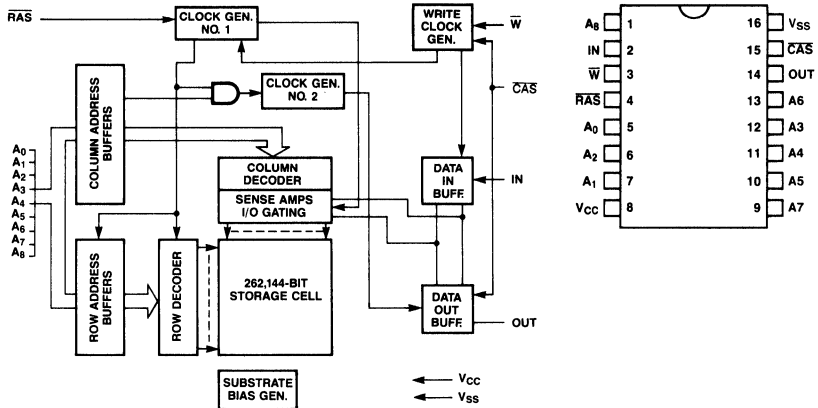 R̅A̅S̅
CLOCK GEN.
NO. 1
WRITE
CLOCK
GEN.
W̅
CLOCK GEN.
NO. 2
C̅A̅S̅
COLUMN ADDRESS
BUFFERS
A0
A1
A2
A3
A4
A5
A6
A7
A8
COLUMN
DECODER
SENSE AMPS
I/O GATING
DATA
IN
BUFF.
IN
ROW ADDRESS
BUFFERS
ROW DECODER
262,144-BIT
STORAGE CELL
DATA
OUT
BUFF.
OUT
SUBSTRATE
BIAS GEN.
VCC
VSS
A8 1 16 VSS
IN 2 15 C̅A̅S̅
W̅ 3 14 OUT
R̅A̅S̅ 4 13 A6
A0 5 12 A3
A2 6 11 A4
A1 7 10 A5
VCC 8 9 A7